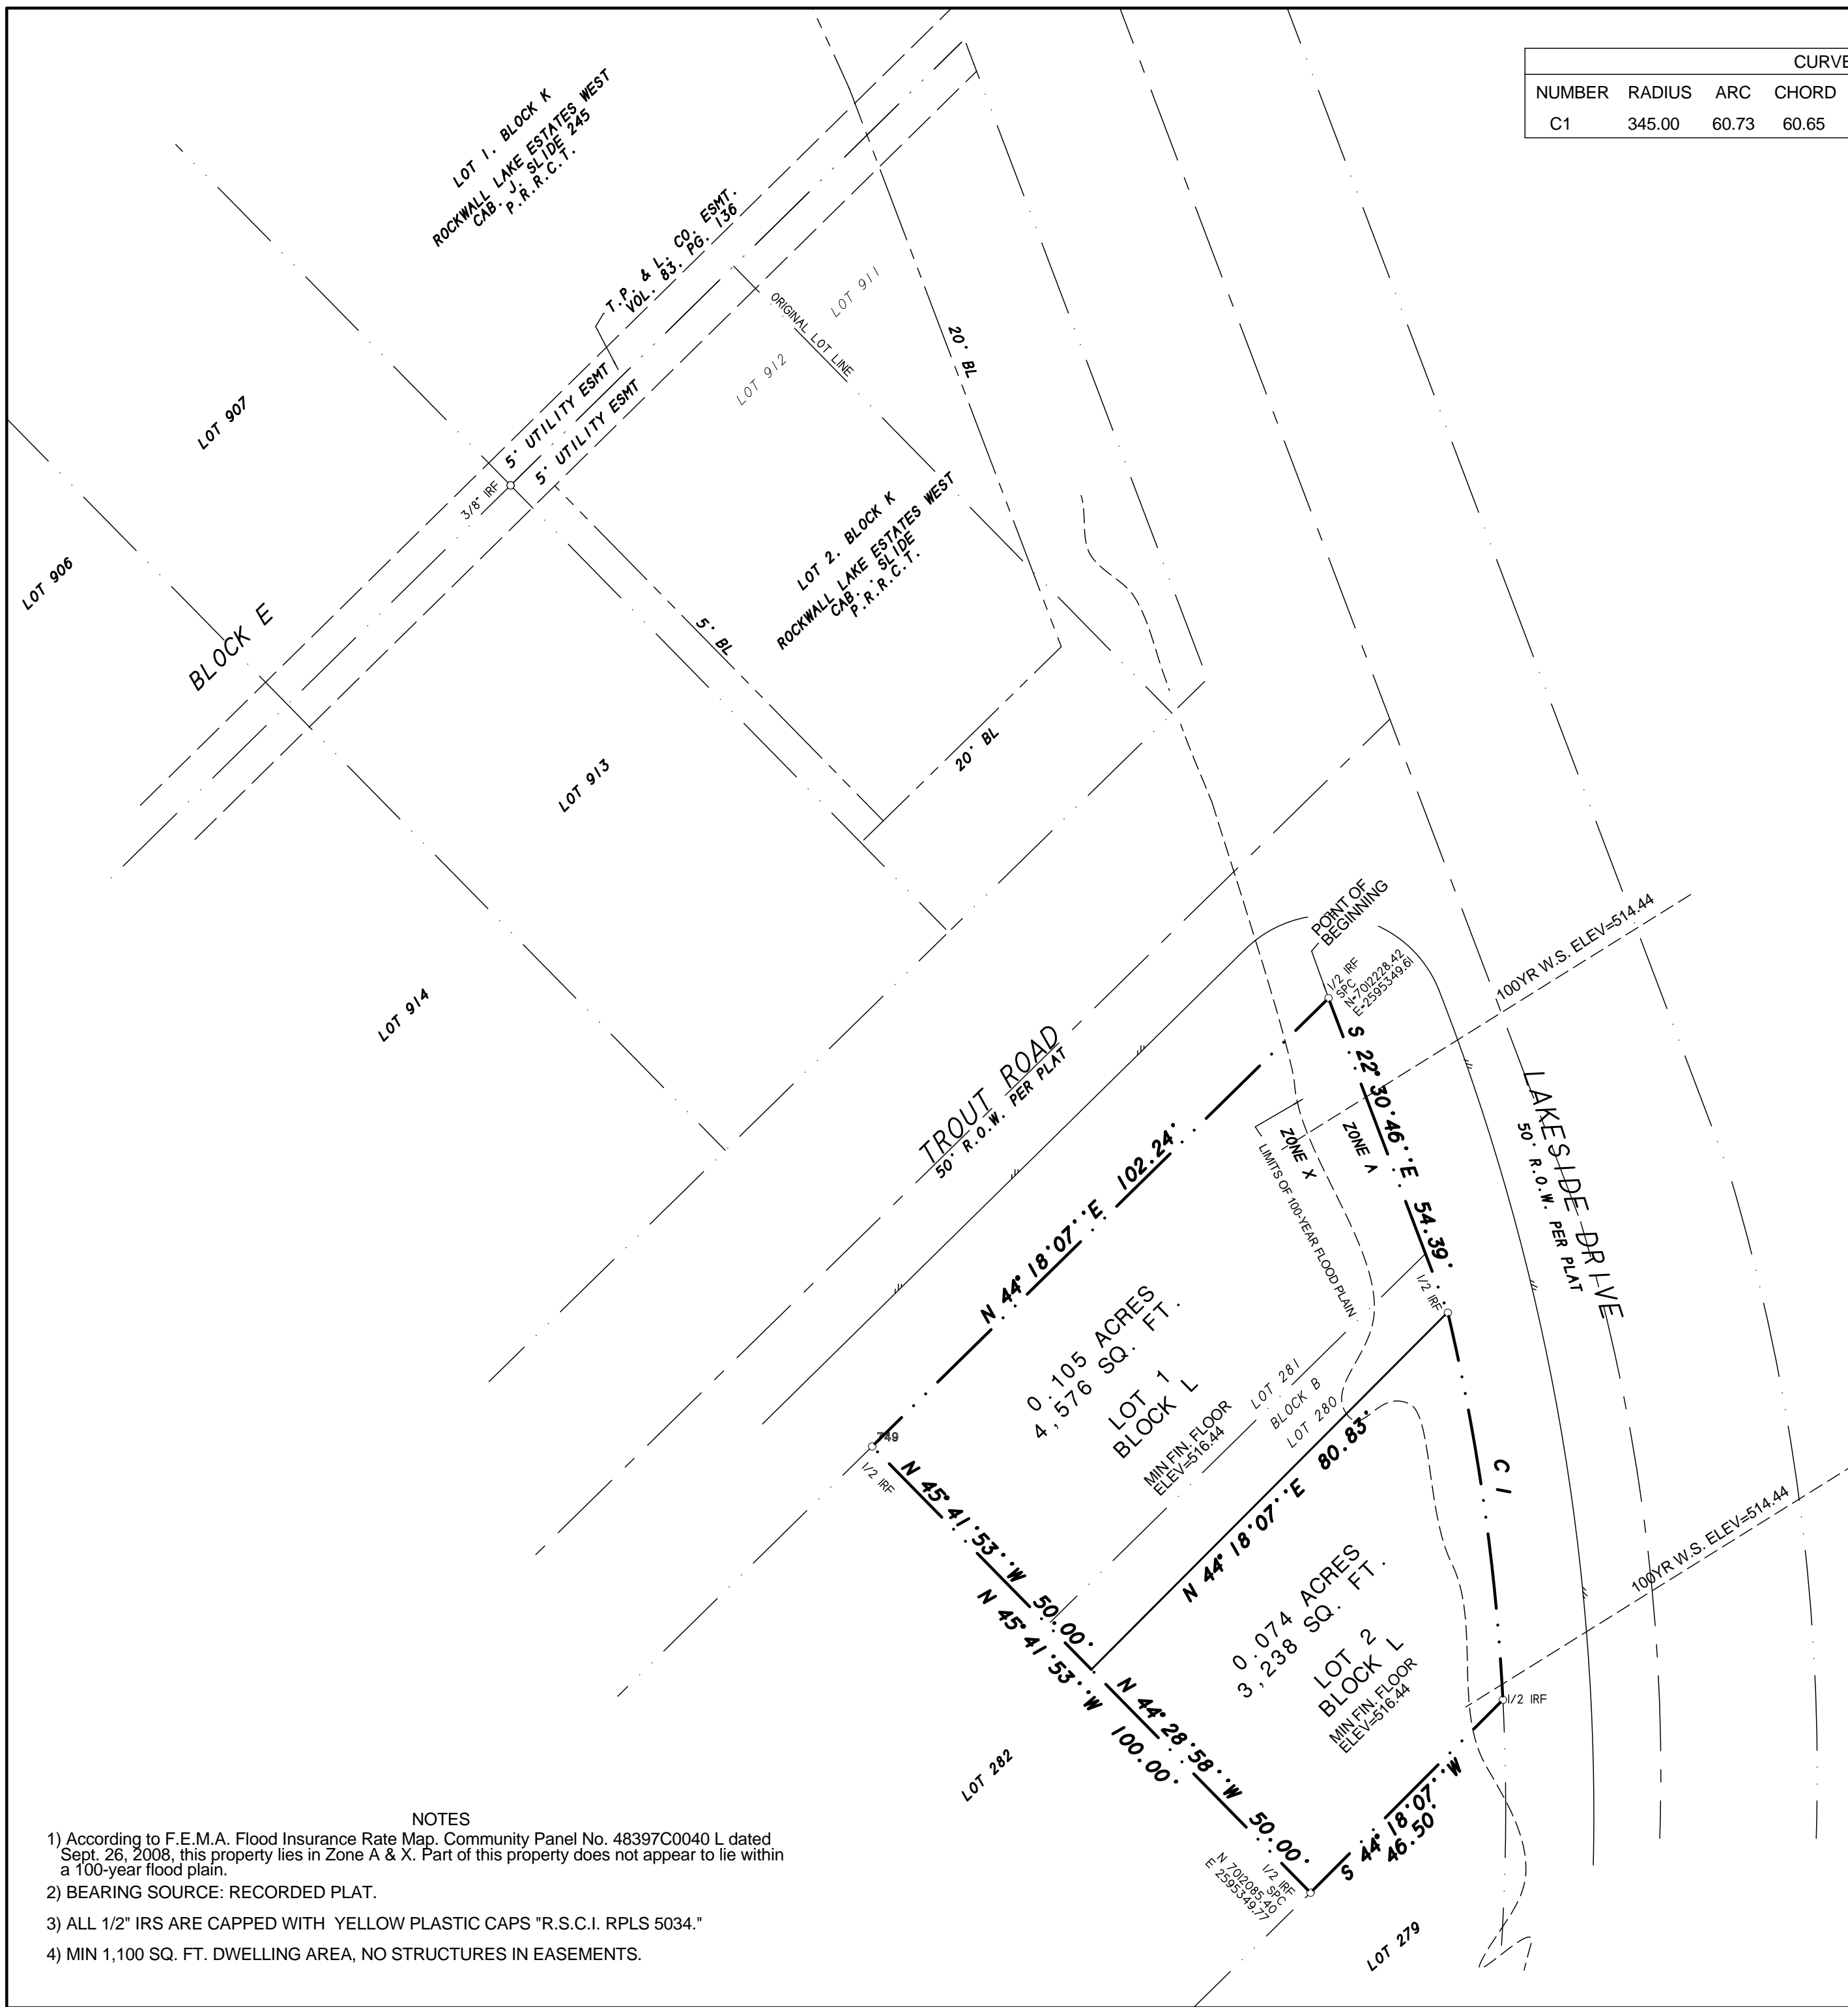 CURVE
NUMBER RADIUS ARC CHORD
C1 345.00 60.73 60.65
LOT 1, BLOCK K
ROCKWALL LAKE ESTATES WEST
CAB. J. SLIDE 245
P.R.R.C.T.
T.P. & L. CO. ESMT.
VOL. 83, PG. 136
LOT 911
ORIGINAL LOT LINE
LOT 912
20' BL
LOT 907
5' UTILITY ESMT
5' UTILITY ESMT
3/8" IRF
LOT 906
BLOCK E
LOT 2, BLOCK K
ROCKWALL LAKE ESTATES WEST
CAB. . SLIDE
P.R.R.C.T.
5' BL
20' BL
LOT 913
LOT 914
POINT OF
BEGINNING
1/2 IRF
SPC
N-7012228.42
E-2595349.61
100YR W.S. ELEV=514.44
TROUT ROAD
50' R.O.W. PER PLAT
S 22°30'46''E 54.39'
LAKESIDE DRIVE
50' R.O.W. PER PLAT
ZONE X
ZONE A
LIMITS OF 100-YEAR FLOOD PLAIN
N 44°18'07''E 102.24'
1/2 IRF
0.105 ACRES
4,576 SQ. FT.
LOT 1
BLOCK L
MIN FIN. FLOOR
ELEV=516.44
LOT 281
BLOCK B
LOT 280
749
1/2 IRF
N 44°18'07''E 80.83'
C1
N 45°41'53''W 50.00'
N 45°41'53''W 100.00'
100YR W.S. ELEV=514.44
0.074 ACRES
3,238 SQ. FT.
LOT 2
BLOCK L
MIN FIN. FLOOR
ELEV=516.44
1/2 IRF
N 44°28'58''W 50.00'
S 44°18'07''W
46.50'
LOT 282
1/2 IRF
SPC
N 7012085.40
E 2595349.77
LOT 279
NOTES
1) According to F.E.M.A. Flood Insurance Rate Map. Community Panel No. 48397C0040 L dated
Sept. 26, 2008, this property lies in Zone A & X. Part of this property does not appear to lie within
a 100-year flood plain.
2) BEARING SOURCE: RECORDED PLAT.
3) ALL 1/2" IRS ARE CAPPED WITH YELLOW PLASTIC CAPS "R.S.C.I. RPLS 5034."
4) MIN 1,100 SQ. FT. DWELLING AREA, NO STRUCTURES IN EASEMENTS.